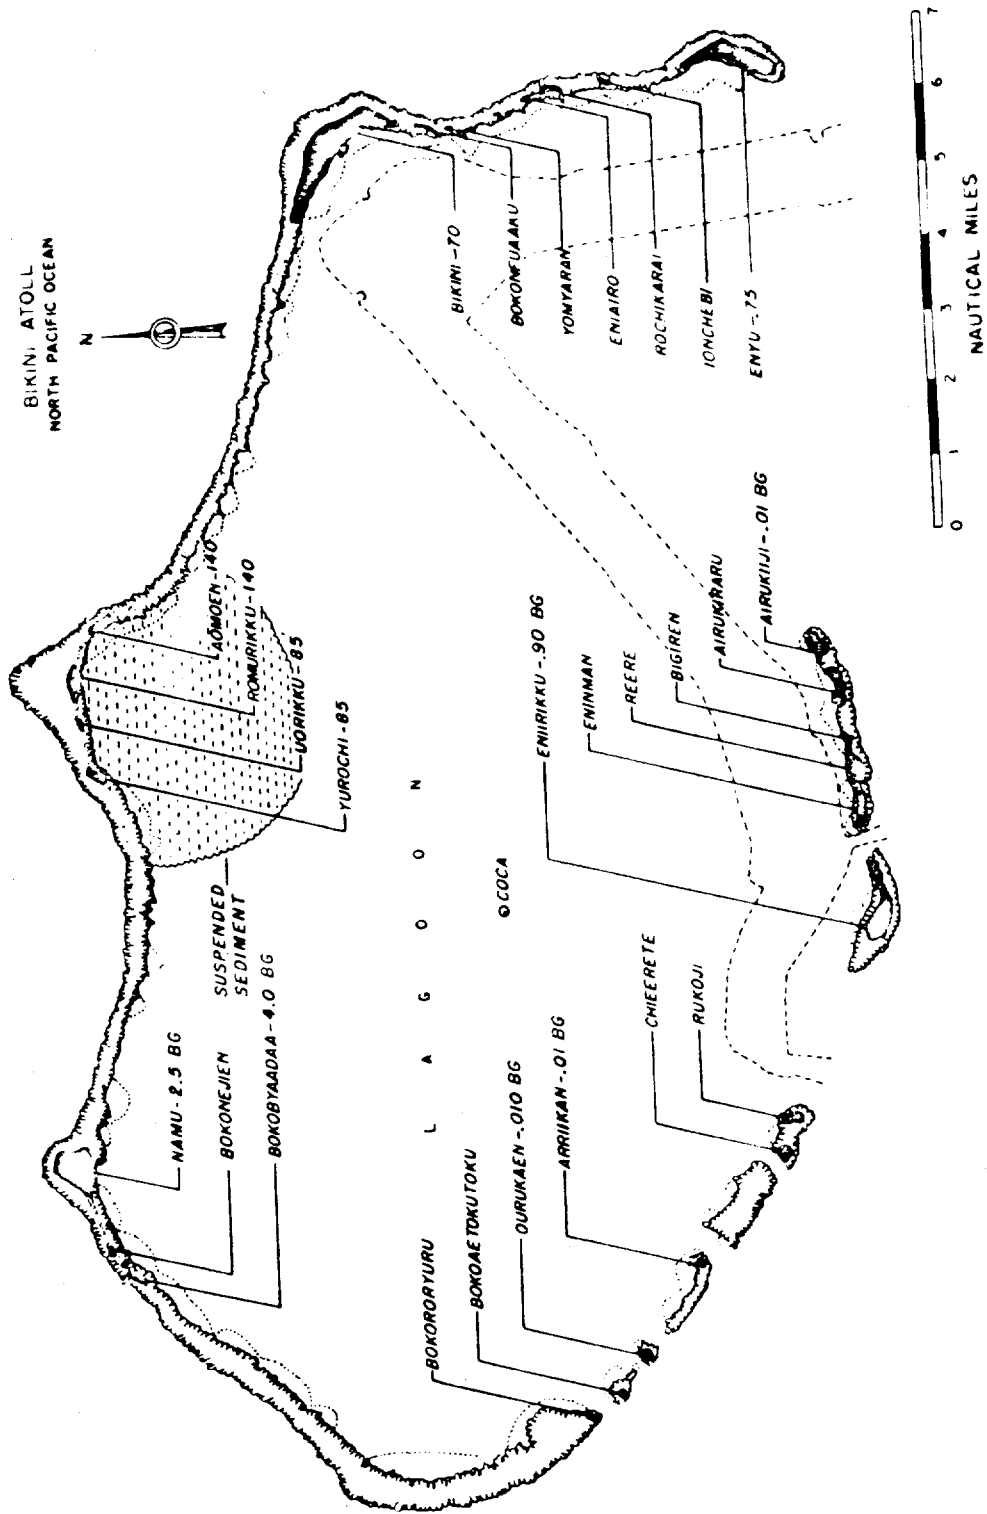 BIKINI ATOLL
NORTH PACIFIC OCEAN
N
NAMU-2.5 BG
BOKONEJIEN
BOKOBYAADAA-4.0 BG
SUSPENDED
SEDIMENT
YUROCHI-85
UORIKKU-85
ROMURIKKU-140
AOMOEN-140
LAGOON
COCA
BIKINI-70
BOKONFUAAKU
YOMYARAN
ENIAIRO
ROCHIKARAI
IONCHEBI
ENYU-.75
BOKORORYURU
BOKOAETOKUTOKU
OURUKAEN-.010 BG
ARRIIKAN-.01 BG
CHIEERETE
RUKOJI
ENIIRIKKU-.90 BG
ENINMAN
REERE
BIGIREN
AIRUKIRARU
AIRUKIIJI-.01 BG
0 1 2 3 4 5 6 7
NAUTICAL MILES